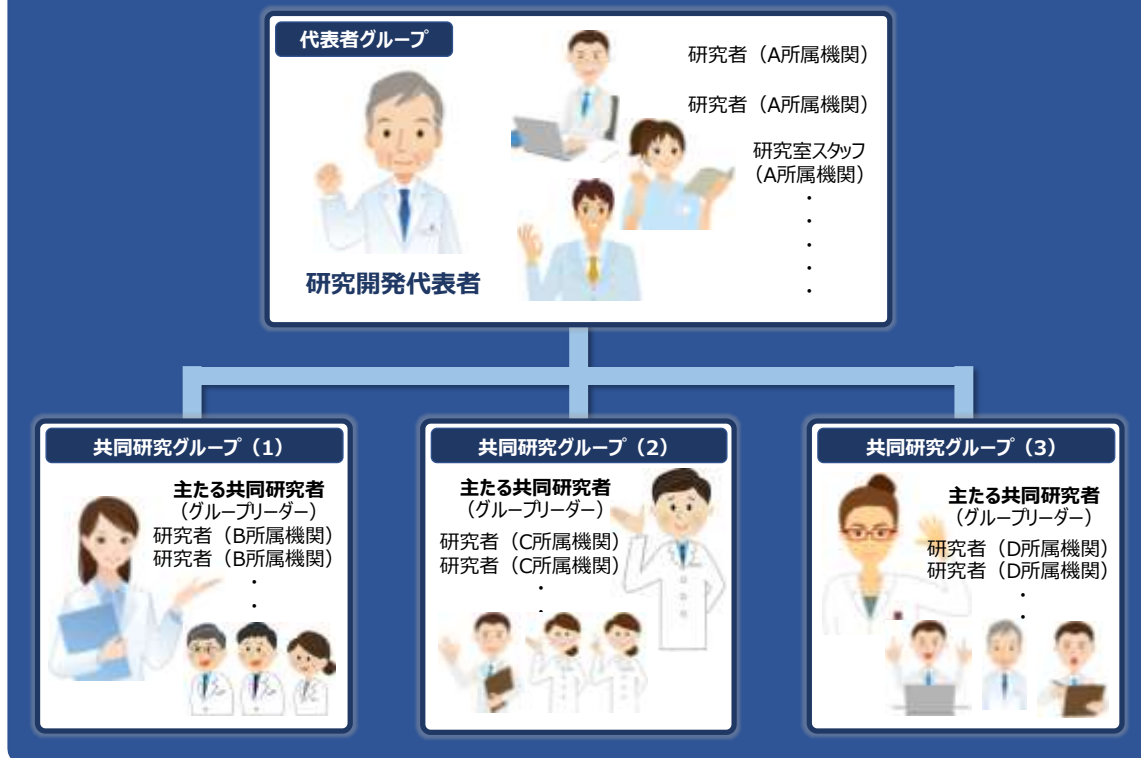 代表者グループ
研究者（A所属機関）
研究者（A所属機関）
研究室スタッフ
（A所属機関）
・
・
・
・
・
研究開発代表者
共同研究グループ（1）
主たる共同研究者
（グループリーダー）
研究者（B所属機関）
研究者（B所属機関）
・
・
共同研究グループ（2）
主たる共同研究者
（グループリーダー）
研究者（C所属機関）
研究者（C所属機関）
・
・
共同研究グループ（3）
主たる共同研究者
（グループリーダー）
研究者（D所属機関）
研究者（D所属機関）
・
・